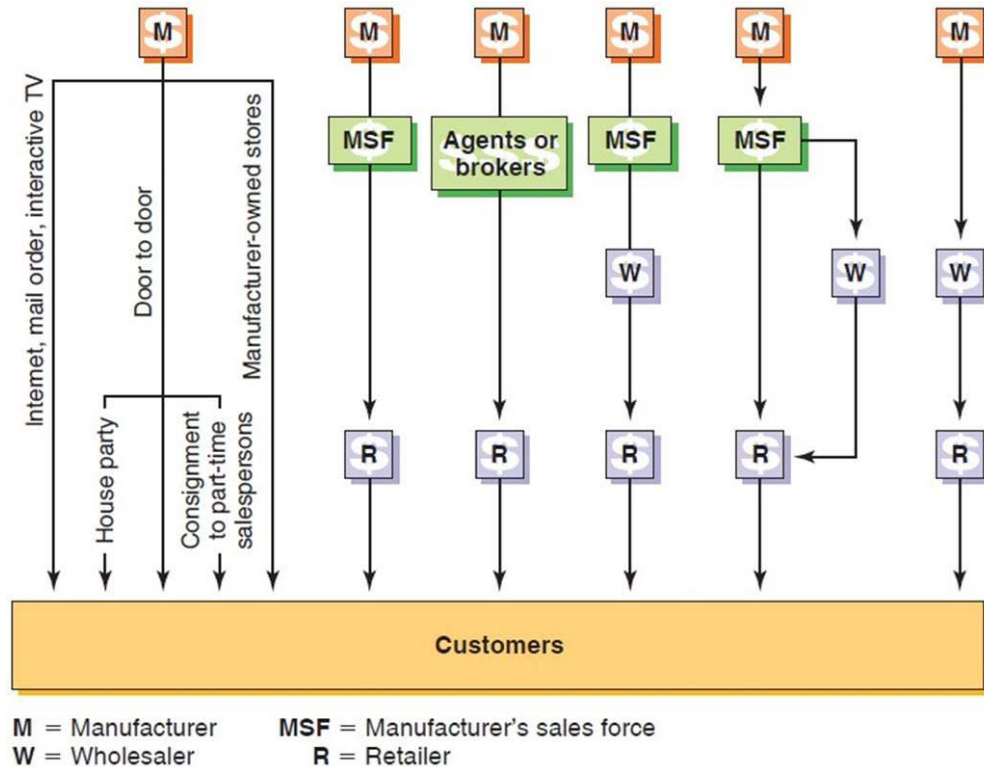 M
M
M
M
M
M
Internet, mail order, interactive TV
Door to door
Manufacturer-owned stores
MSF
Agents or
brokers
MSF
MSF
W
W
W
House party
Consignment
to part-time
salespersons
R
R
R
R
R
Customers
M = Manufacturer
MSF = Manufacturer's sales force
W = Wholesaler
R = Retailer